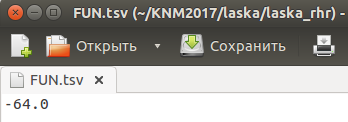 FUN.tsv (~/KNM2017/laska/laska_rhr) -
Открыть Сохранить
FUN.tsv ×
-64.0